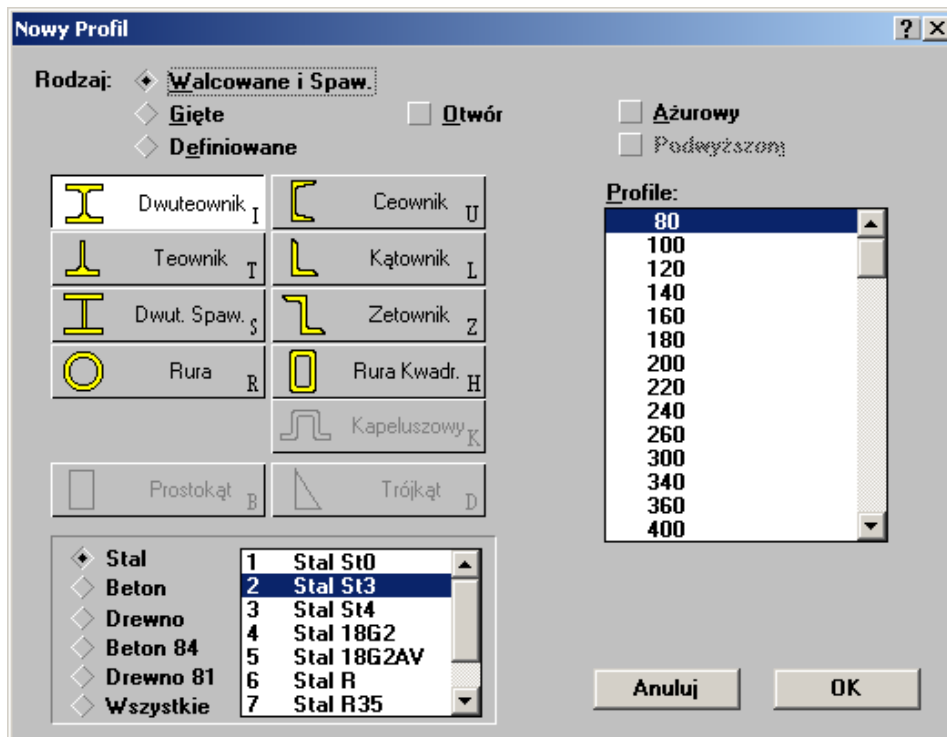 Nowy Profil
Rodzaj:
Walcowane i Spaw.
Gięte
Otwór
Ażurowy
Definiowane
Podwyższony
Dwuteownik I
Ceownik U
Teownik T
Kątownik L
Dwut. Spaw. S
Zetownik Z
Rura R
Rura Kwadr. H
Kapeluszowy K
Prostokąt B
Trójkąt D
Profile:
80
100
120
140
160
180
200
220
240
260
300
340
360
400
Stal
Beton
Drewno
Beton 84
Drewno 81
Wszystkie
1 Stal St0
2 Stal St3
3 Stal St4
4 Stal 18G2
5 Stal 18G2AV
6 Stal R
7 Stal R35
Anuluj
OK